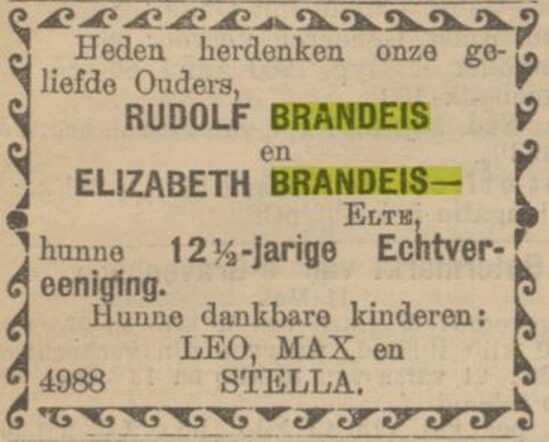 Heden herdenken onze ge-
liefde Ouders,
RUDOLF BRANDEIS
en
ELIZABETH BRANDEIS—
ELTE,
hunne 12½-jarige Echtver-
eeniging.
Hunne dankbare kinderen:
LEO, MAX en
4988 STELLA.